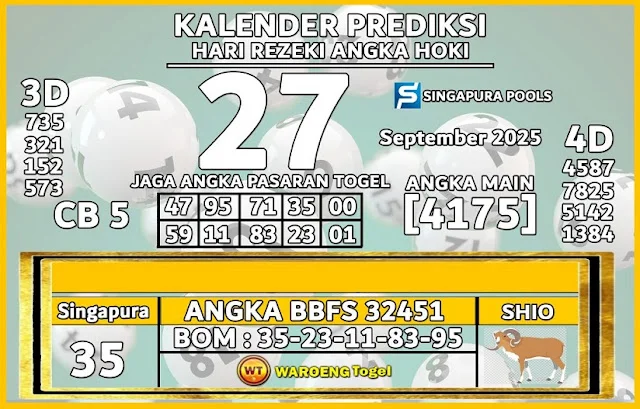 KALENDER PREDIKSI
HARI REZEKI ANGKA HOKI
3D
735
321
152
573
CB 5
27
SINGAPURA POOLS
September 2025
4D
4587
7825
5142
1384
JAGA ANGKA PASARAN TOGEL
47 95 71 35 00
59 11 83 23 01
ANGKA MAIN
[4175]
Singapura
35
ANGKA BBFS 32451
BOM : 35-23-11-83-95
WT WAROENG Togel
SHIO